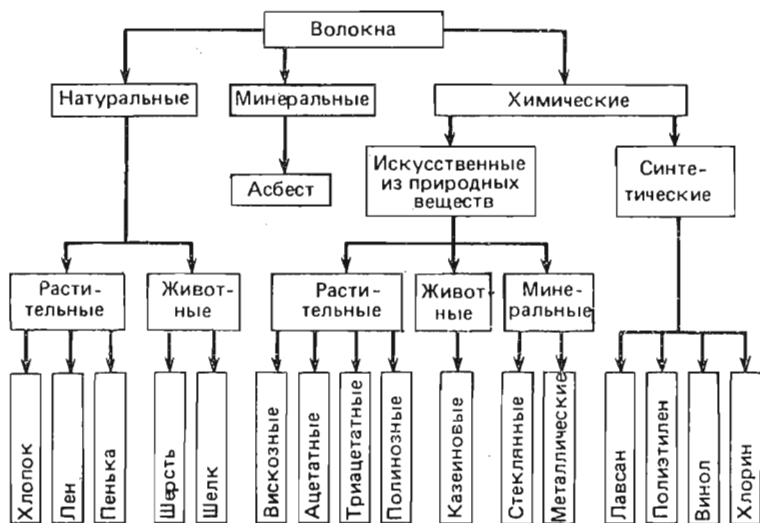 Волокна
Натуральные
Минеральные
Химические
Асбест
Искусственные
из природных
веществ
Синте-
тические
Расти-
тельные
Живот-
ные
Расти-
тельные
Живот-
ные
Мине-
ральные
Хлопок
Лен
Пенька
Шерсть
Шелк
Вискозные
Ацетатные
Триацетатные
Полинозные
Казеиновые
Стеклянные
Металлические
Лавсан
Полиэтилен
Винол
Хлорин